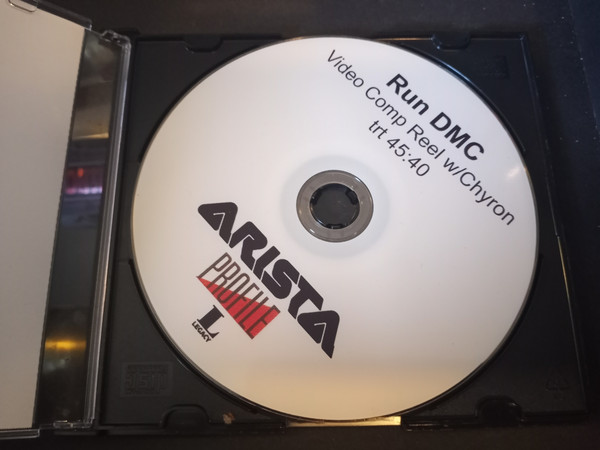 Run DMC
Video Comp Reel w/Chyron
trt 45:40
ARISTA
PROFILE
L
LEGACY